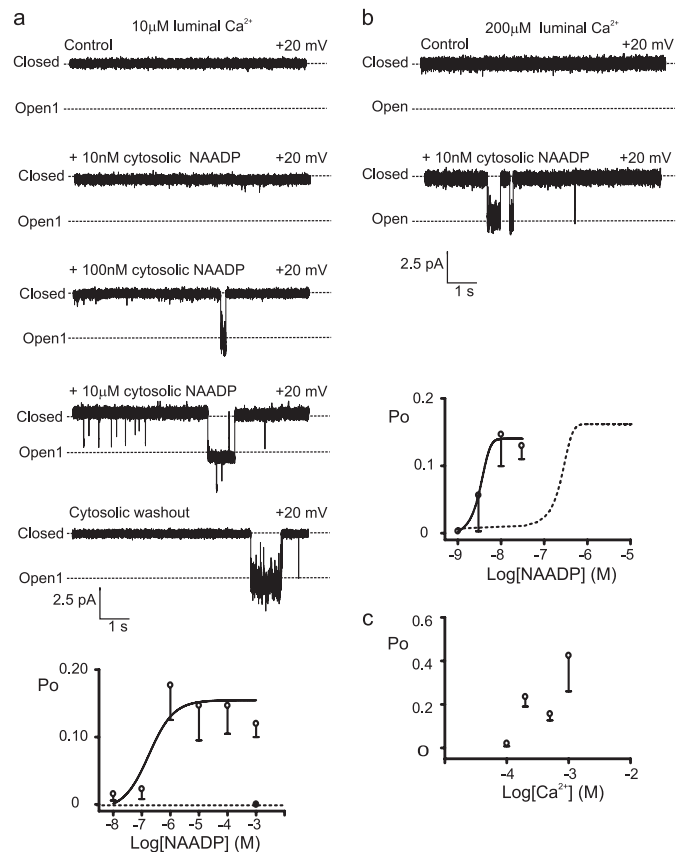 a
10µM luminal Ca²⁺
Control +20 mV
Closed
Open1
+ 10nM cytosolic NAADP +20 mV
Closed
Open1
+ 100nM cytosolic NAADP +20 mV
Closed
Open1
+ 10µM cytosolic NAADP +20 mV
Closed
Open1
Cytosolic washout +20 mV
Closed
Open1
2.5 pA
1 s
0.20
Po
0.10
0
-8 -7 -6 -5 -4 -3
Log[NAADP] (M)
b
200µM luminal Ca²⁺
Control +20 mV
Closed
Open
+ 10nM cytosolic NAADP +20 mV
Closed
Open
2.5 pA
1 s
0.2
Po
0.1
0
-9 -8 -7 -6 -5
Log[NAADP] (M)
c
0.6
Po
0.4
0.2
O
-4 -3 -2
Log[Ca²⁺] (M)